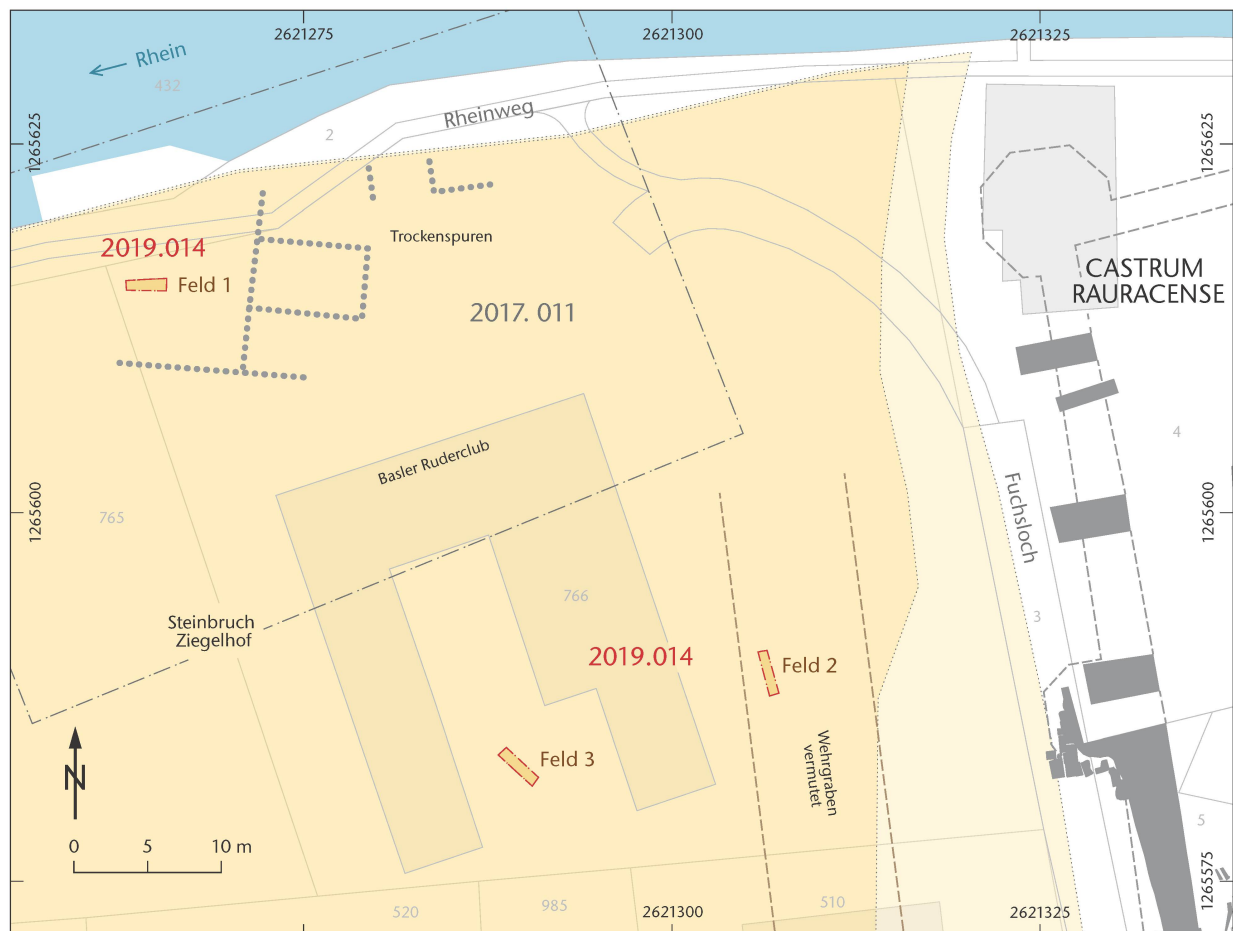 2621275
2621300
2621325
Rhein
432
2
Rheinweg
1265625
1265625
2019.014
Feld 1
Trockenspuren
2017. 011
CASTRUM
RAURACENSE
4
Basler Ruderclub
765
1265600
1265600
Fuchsloch
766
3
Steinbruch
Ziegelhof
2019.014
Feld 2
Feld 3
Wehrgraben
vermutet
N
0 5 10 m
5
1265575
520
985
2621300
510
2621325